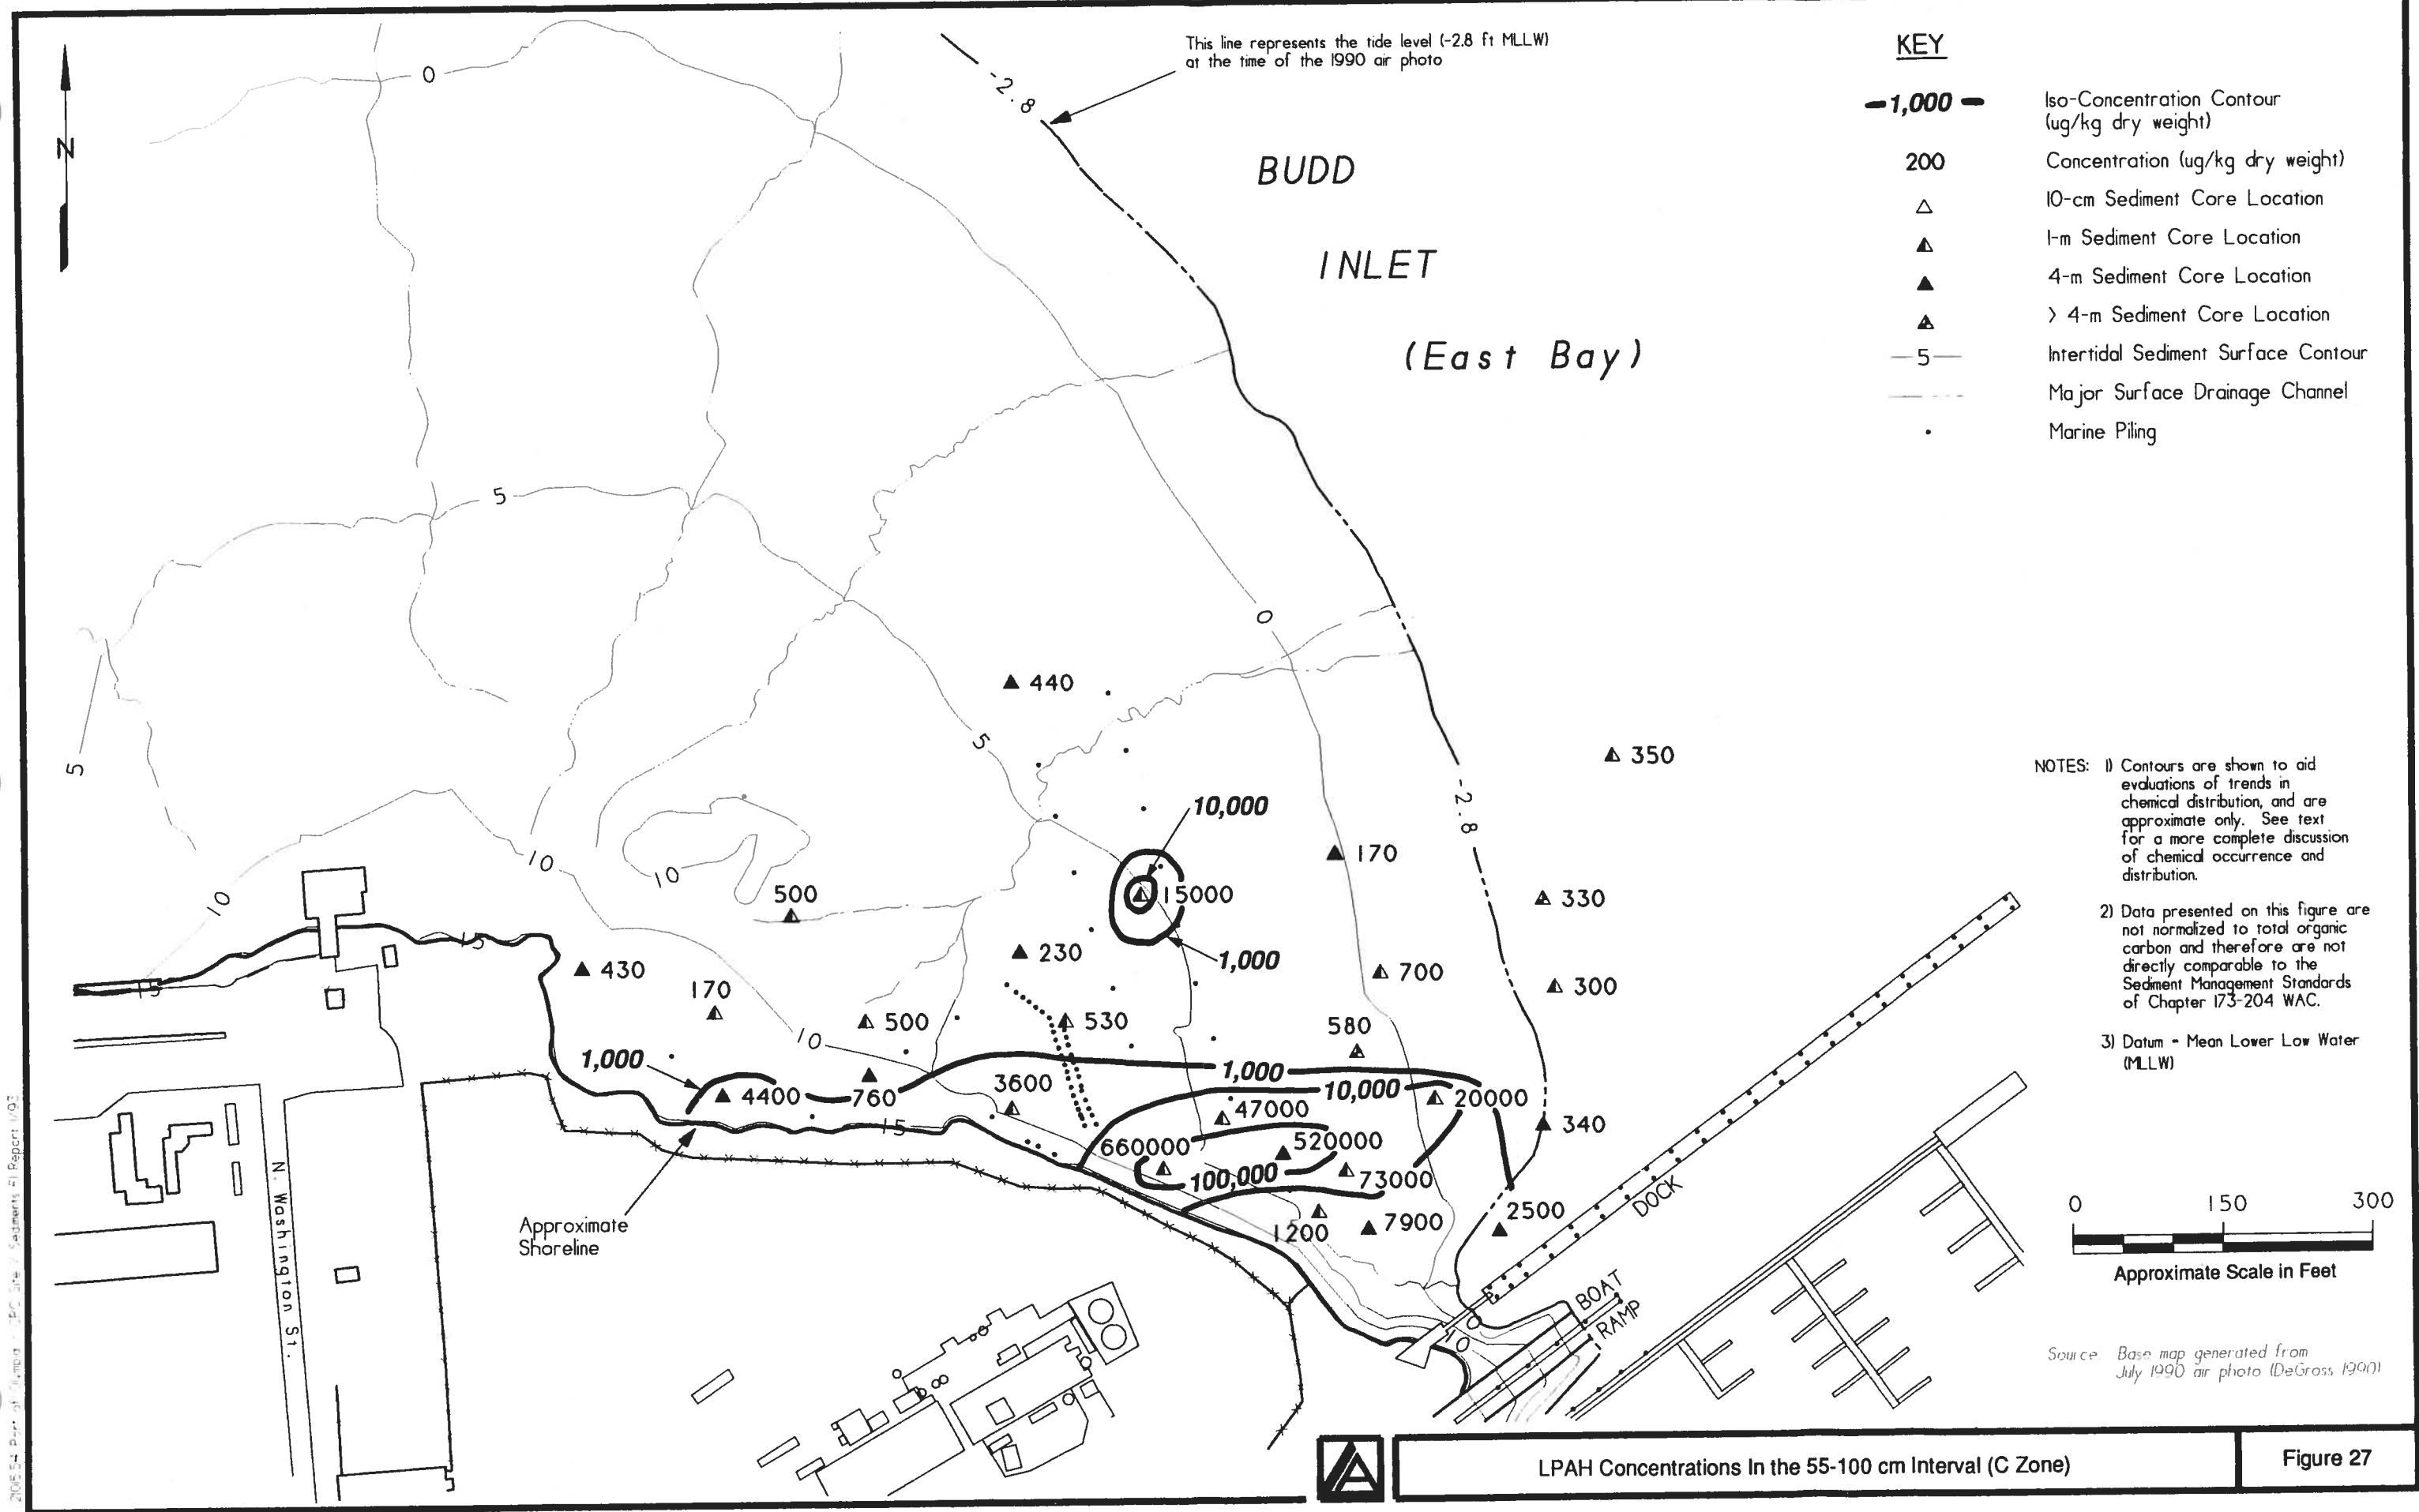 This line represents the tide level (-2.8 ft MLLW)
at the time of the 1990 air photo
KEY
1,000
Iso-Concentration Contour
(ug/kg dry weight)
200
Concentration (ug/kg dry weight)
10-cm Sediment Core Location
1-m Sediment Core Location
4-m Sediment Core Location
> 4-m Sediment Core Location
5
Intertidal Sediment Surface Contour
Major Surface Drainage Channel
Marine Piling
N
0
-2.8
BUDD
INLET
(East Bay)
5
0
440
5
5
350
-2.8
10,000
10
10
10
170
500
15000
330
15
230
1,000
430
700
300
15
170
500
530
580
10
1,000
1,000
10,000
3600
4400
760
20000
47000
340
15
660000
520000
100,000
73000
2500
1200
7900
Approximate
Shoreline
N. Washington St.
DOCK
BOAT
RAMP
0
10
NOTES: 1) Contours are shown to aid
evaluations of trends in
chemical distribution, and are
approximate only. See text
for a more complete discussion
of chemical occurrence and
distribution.
2) Data presented on this figure are
not normalized to total organic
carbon and therefore are not
directly comparable to the
Sediment Management Standards
of Chapter 173-204 WAC.
3) Datum - Mean Lower Low Water
(MLLW)
0 150 300
Approximate Scale in Feet
Source: Base map generated from
July 1990 air photo (DeGross 1990)
LPAH Concentrations In the 55-100 cm Interval (C Zone)
Figure 27